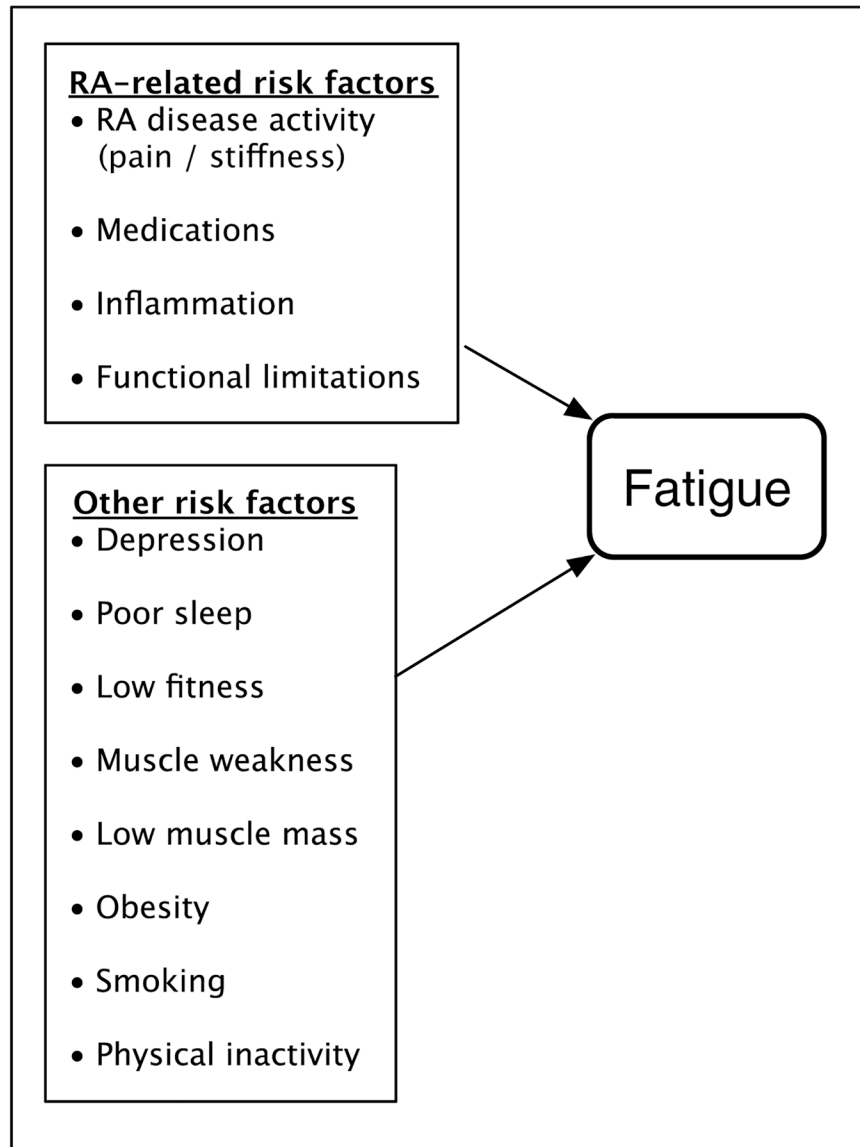 RA-related risk factors
• RA disease activity
(pain / stiffness)
• Medications
• Inflammation
• Functional limitations
Other risk factors
• Depression
• Poor sleep
• Low fitness
• Muscle weakness
• Low muscle mass
• Obesity
• Smoking
• Physical inactivity
Fatigue